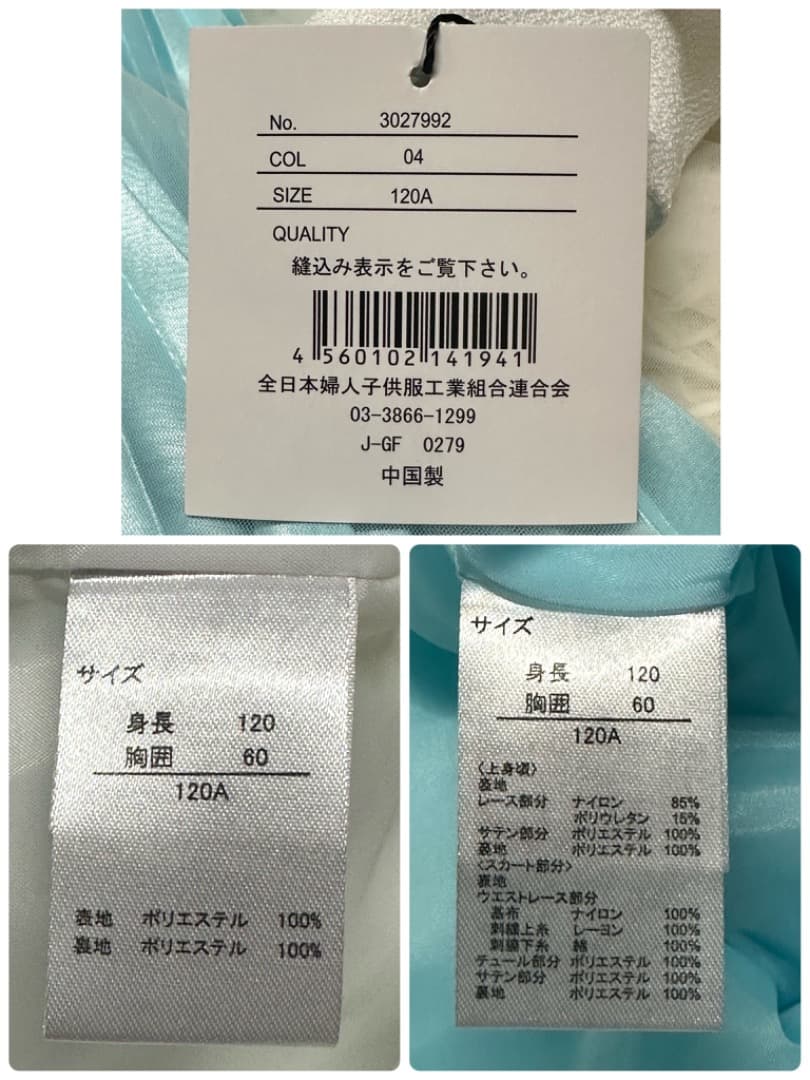 No. 3027992
COL 04
SIZE 120A
QUALITY
縫込み表示をご覧下さい。
4 560102 141941
全日本婦人子供服工業組合連合会
03-3866-1299
J-GF 0279
中国製
サイズ
身長 120
胸囲 60
120A
表地 ポリエステル 100%
裏地 ポリエステル 100%
サイズ
身長 120
胸囲 60
120A
〈上身頃〉
表地
レース部分 ナイロン 85%
ポリウレタン 15%
サテン部分 ポリエステル 100%
裏地 ポリエステル 100%
〈スカート部分〉
表地
ウエストレース部分
基布 ナイロン 100%
刺繍上糸 レーヨン 100%
刺繍下糸 綿 100%
テュール部分 ポリエステル 100%
サテン部分 ポリエステル 100%
裏地 ポリエステル 100%